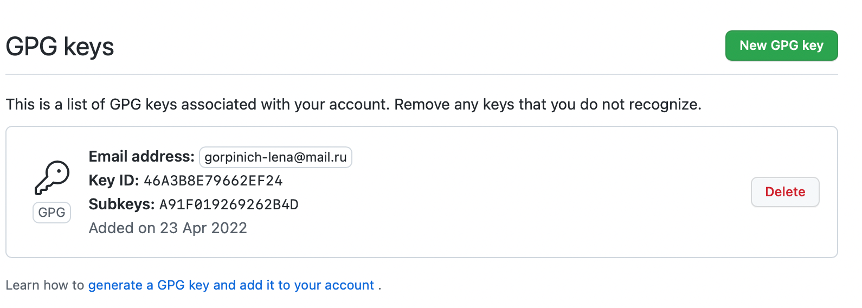 GPG keys
New GPG key
This is a list of GPG keys associated with your account. Remove any keys that you do not recognize.
Email address: gorpinich-lena@mail.ru
Key ID: 46A3B8E79662EF24
Subkeys: A91F019269262B4D
Added on 23 Apr 2022
GPG
Delete
Learn how to generate a GPG key and add it to your account .